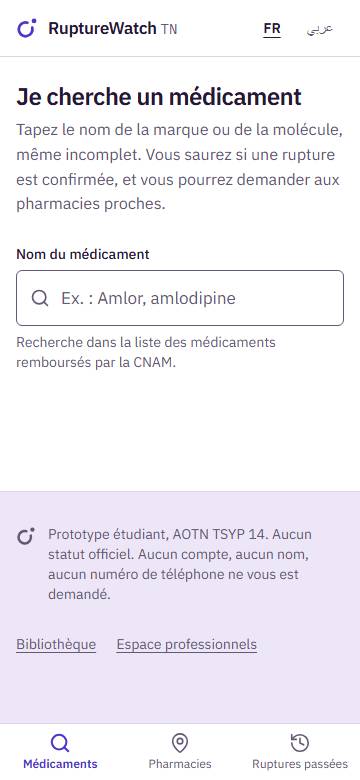 RuptureWatch TN
FR
عربي
Je cherche un médicament
Tapez le nom de la marque ou de la molécule,
même incomplet. Vous saurez si une rupture
est confirmée, et vous pourrez demander aux
pharmacies proches.
Nom du médicament
Ex. : Amlor, amlodipine
Recherche dans la liste des médicaments
remboursés par la CNAM.
Prototype étudiant, AOTN TSYP 14. Aucun
statut officiel. Aucun compte, aucun nom,
aucun numéro de téléphone ne vous est
demandé.
Bibliothèque
Espace professionnels
Médicaments
Pharmacies
Ruptures passées